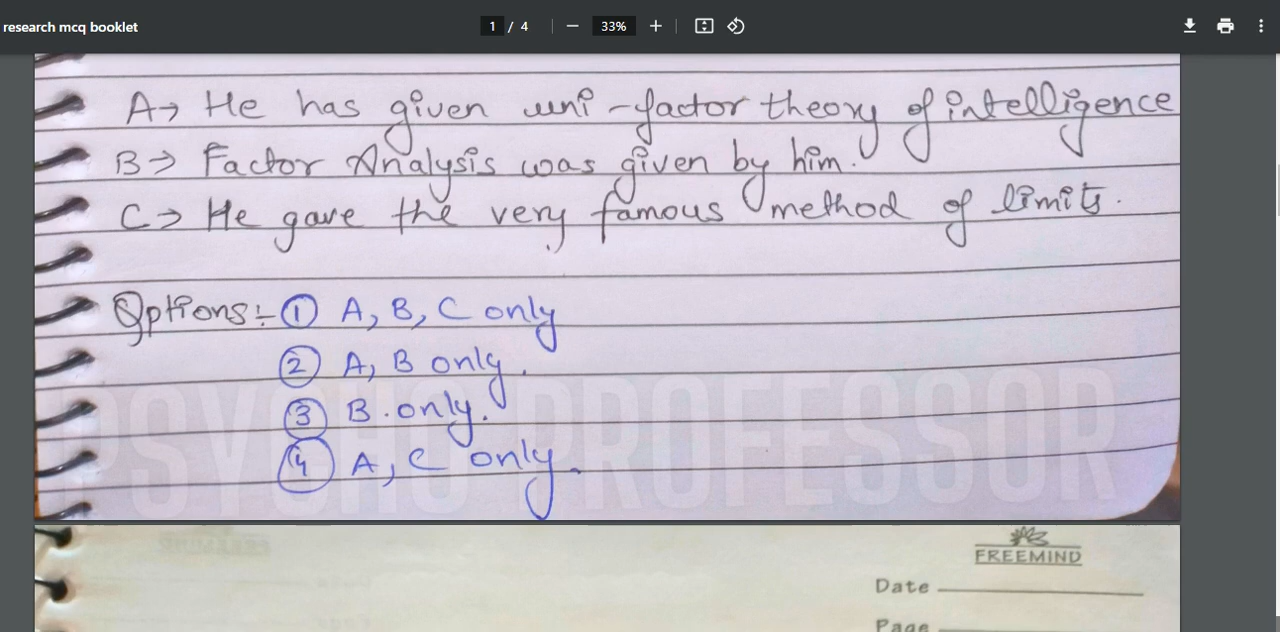 research mcq booklet 1 / 4 33%
A→ He has given uni-factor theory of intelligence
B→ Factor Analysis was given by him.
C→ He gave the very famous method of limits.
Options:- ① A, B, C only
② A, B only.
③ B. only.
④ A, C only.
PSYCHO PROFESSOR
FREEMIND
Date
Page